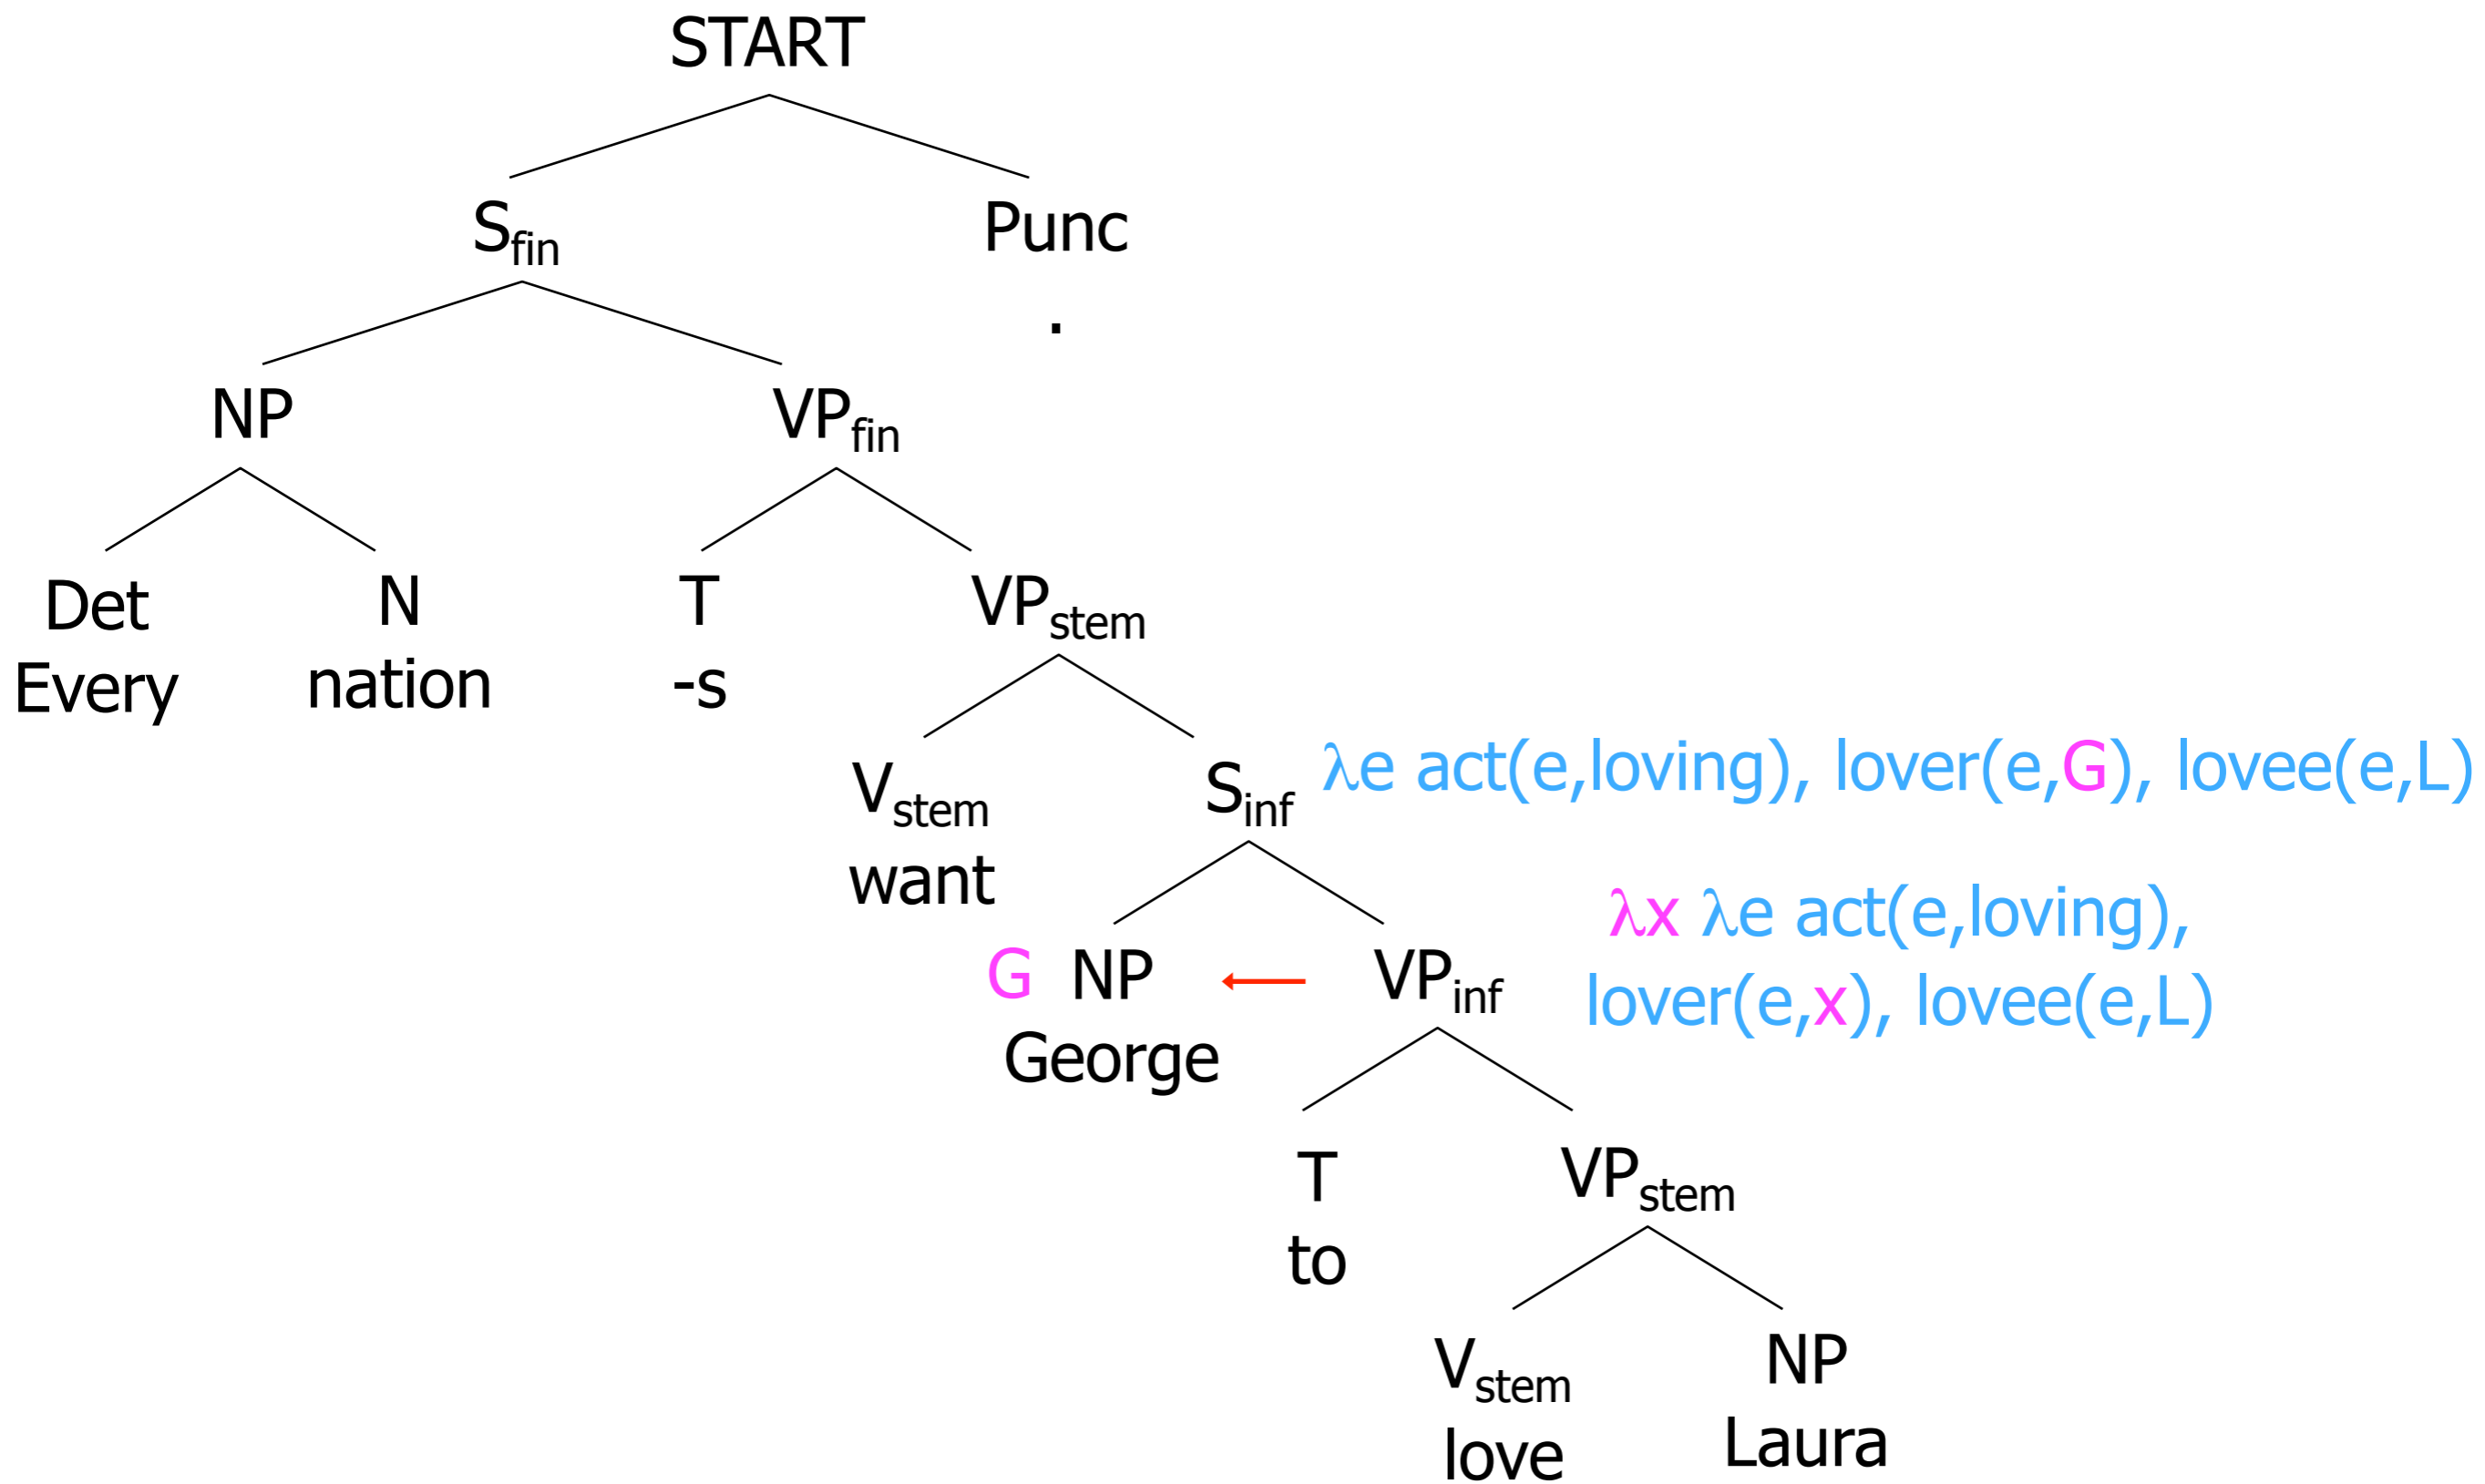 START
Sfin Punc
.
NP VPfin
Det N T VPstem
Every nation -s
Vstem Sinf λe act(e,loving), lover(e,G), lovee(e,L)
want
λx λe act(e,loving),
G NP VPinf lover(e,x), lovee(e,L)
George
T VPstem
to
Vstem NP
love Laura